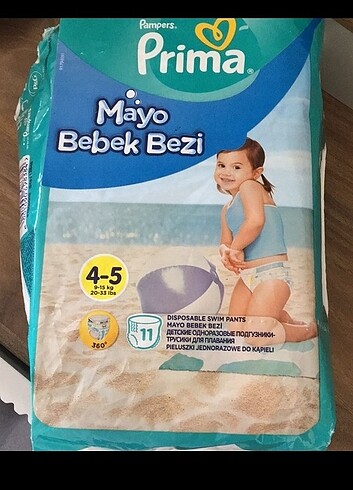 Pampers.
Prima
Mayo
Bebek Bezi
4-5
9-15 kg
20-33 lbs
360°
11
DISPOSABLE SWIM PANTS
MAYO BEBEK BEZİ
ДЕТСКИЕ ОДНОРАЗОВЫЕ ПОДГУЗНИКИ-
ТРУСИКИ ДЛЯ ПЛАВАНИЯ
PIELUSZKI JEDNORAZOWE DO KĄPIELI